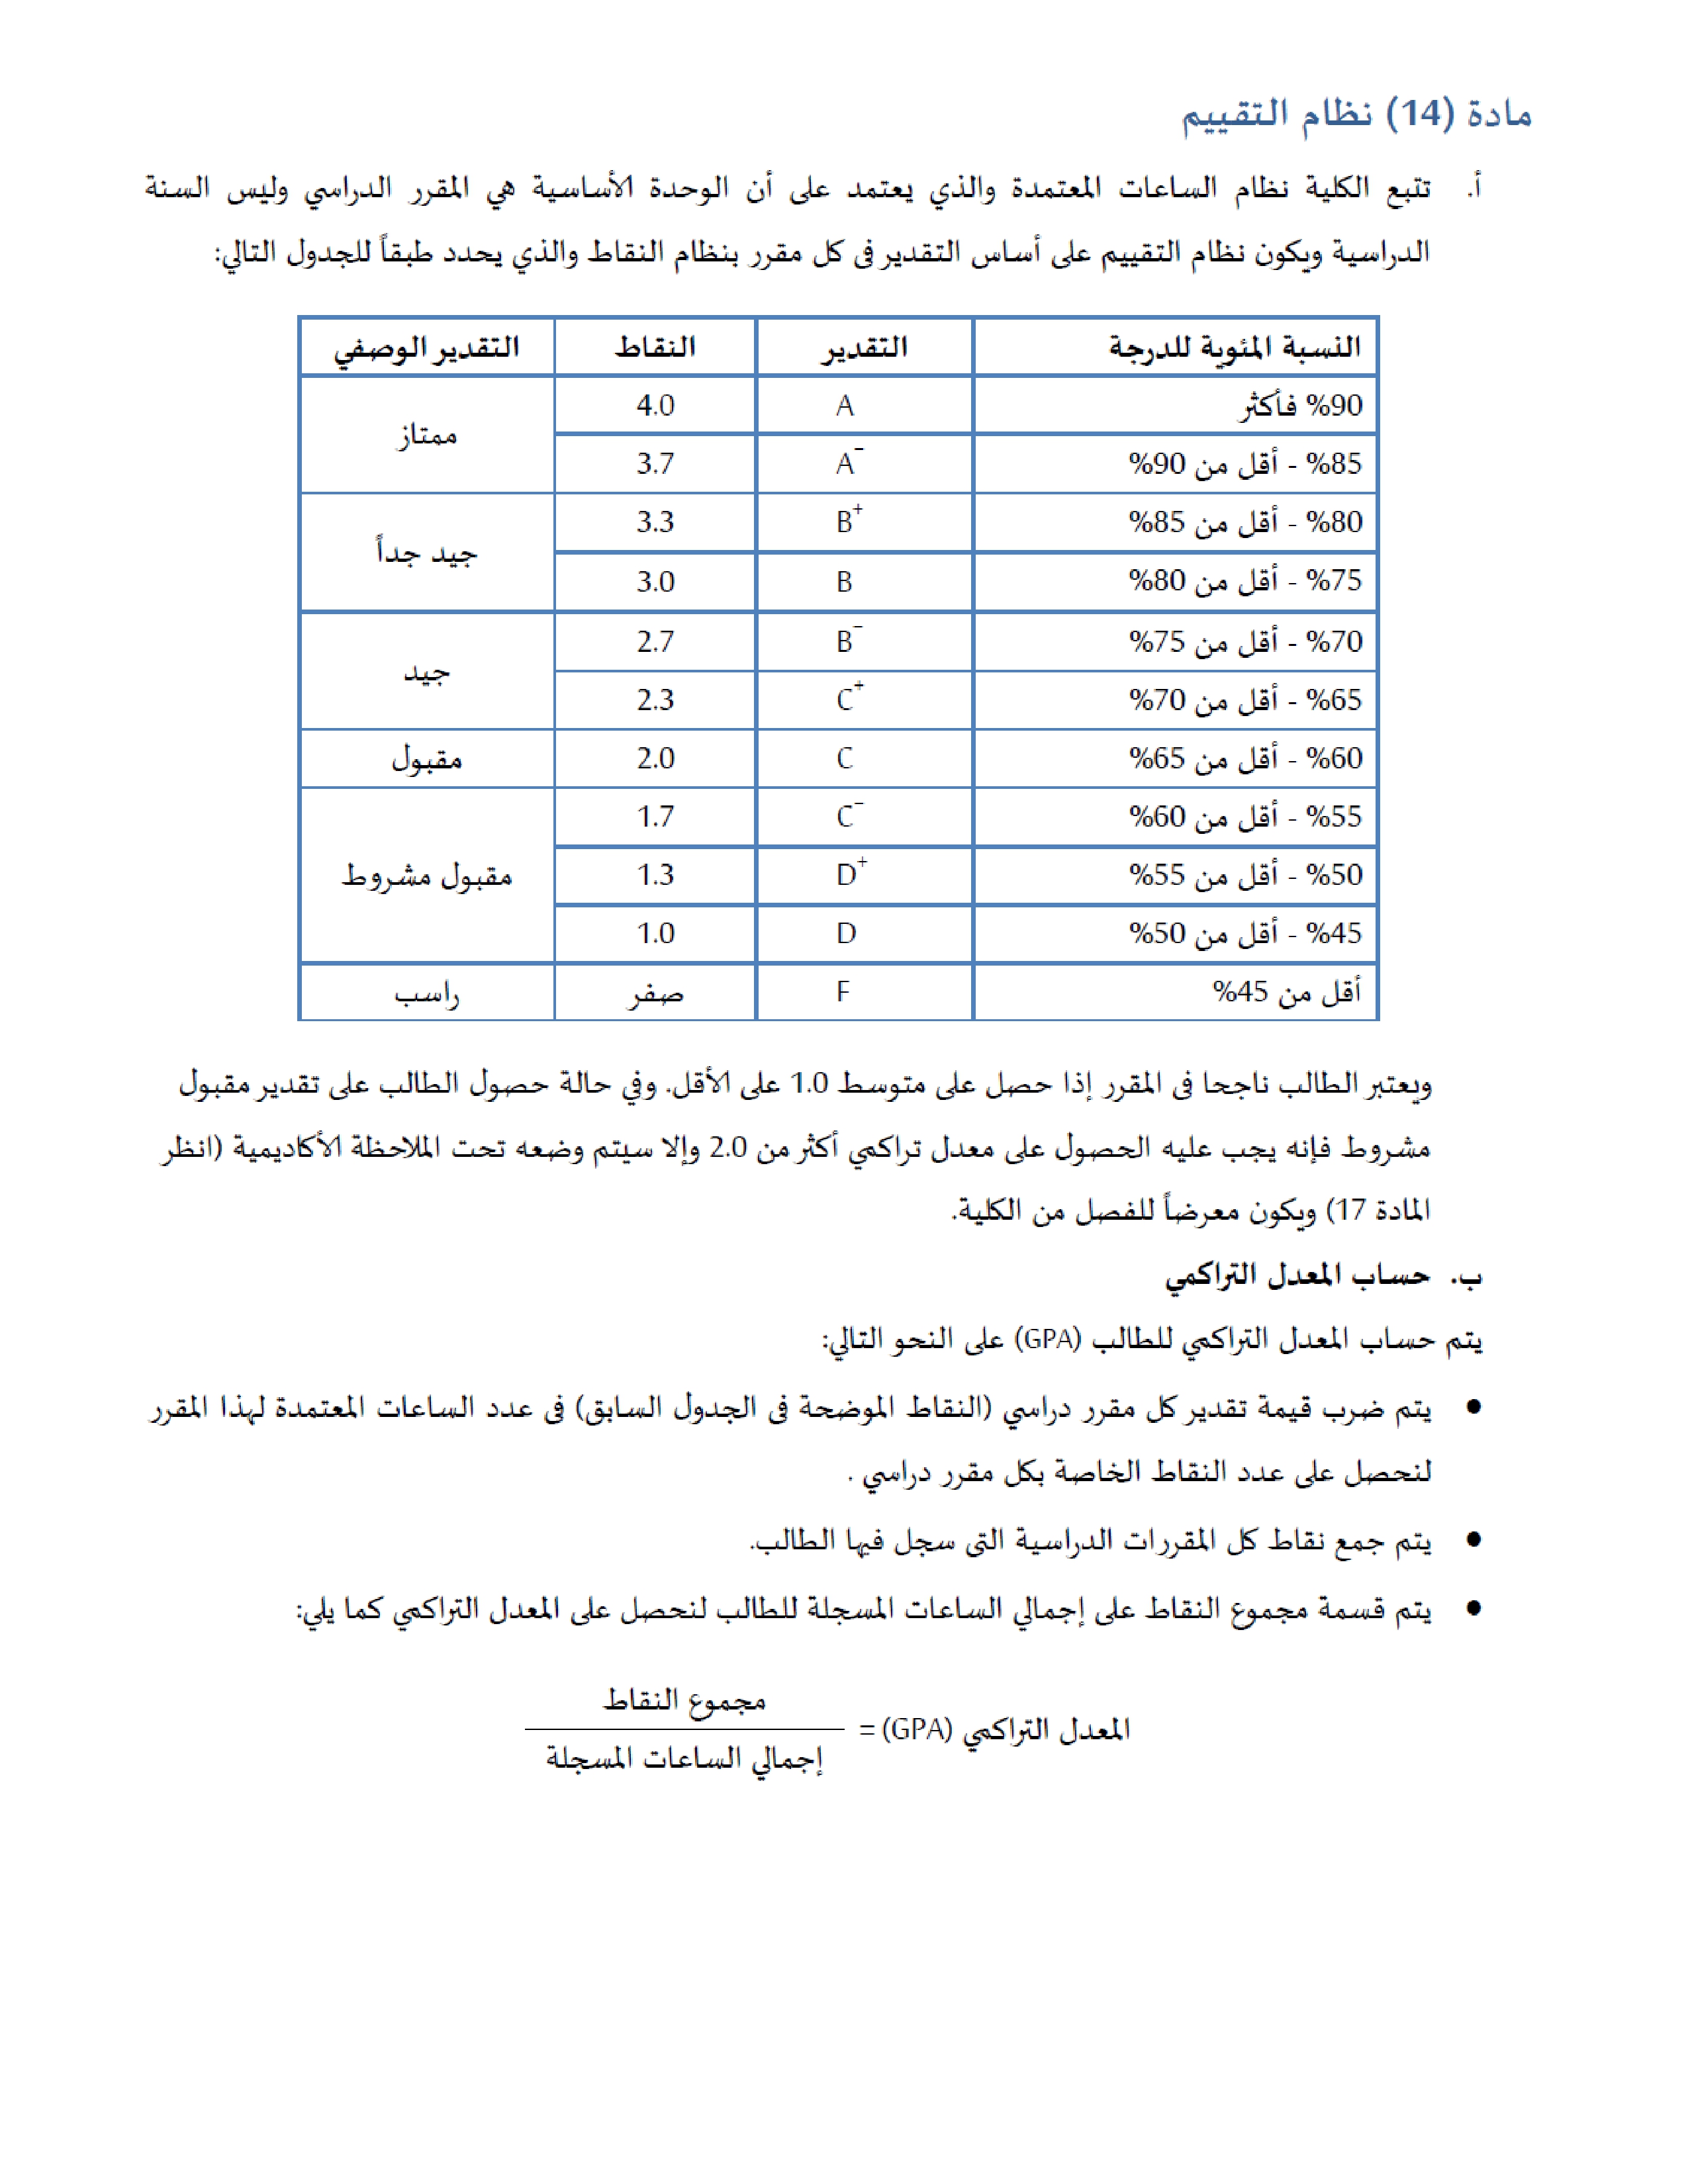 مادة (14) نظام التقييم
أ. تتبع الكلية نظام الساعات المعتمدة والذي يعتمد على أن الوحدة الأساسية هي المقرر الدراسي وليس السنة
الدراسية ويكون نظام التقييم على أساس التقدير فى كل مقرر بنظام النقاط والذي يحدد طبقاً للجدول التالي:
النسبة المئوية للدرجة التقدير النقاط التقدير الوصفي
90% فأكثر A 4.0
ممتاز
85% - أقل من 90% A⁻ 3.7
80% - أقل من 85% B⁺ 3.3
جيد جداً
75% - أقل من 80% B 3.0
70% - أقل من 75% B⁻ 2.7
جيد
65% - أقل من 70% C⁺ 2.3
60% - أقل من 65% C 2.0 مقبول
55% - أقل من 60% C⁻ 1.7
50% - أقل من 55% D⁺ 1.3 مقبول مشروط
45% - أقل من 50% D 1.0
أقل من 45% F صفر راسب
ويعتبر الطالب ناجحا فى المقرر إذا حصل على متوسط 1.0 على الأقل. وفي حالة حصول الطالب على تقدير مقبول
مشروط فإنه يجب عليه الحصول على معدل تراكمي أكثر من 2.0 وإلا سيتم وضعه تحت الملاحظة الأكاديمية (انظر
المادة 17) ويكون معرضاً للفصل من الكلية.
ب. حساب المعدل التراكمي
يتم حساب المعدل التراكمي للطالب (GPA) على النحو التالي:
• يتم ضرب قيمة تقدير كل مقرر دراسي (النقاط الموضحة فى الجدول السابق) فى عدد الساعات المعتمدة لهذا المقرر
لنحصل على عدد النقاط الخاصة بكل مقرر دراسي .
• يتم جمع نقاط كل المقررات الدراسية التى سجل فيها الطالب.
• يتم قسمة مجموع النقاط على إجمالي الساعات المسجلة للطالب لنحصل على المعدل التراكمي كما يلي:
مجموع النقاط
المعدل التراكمي (GPA) =
إجمالي الساعات المسجلة